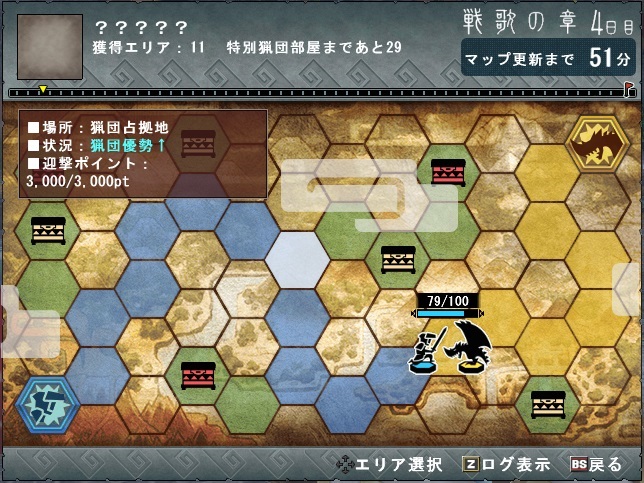 ？？？？？
獲得エリア：11　特別猟団部屋まであと29
戦歌の章 4日目
マップ更新まで 51分
■場所：猟団占拠地
■状況：猟団優勢↑
■迎撃ポイント：
3,000/3,000pt
79/100
エリア選択 Z ログ表示 BS 戻る